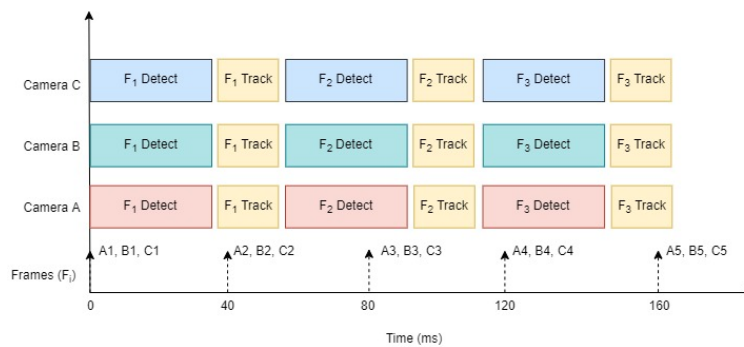 Camera C
F₁ Detect
F₁ Track
F₂ Detect
F₂ Track
F₃ Detect
F₃ Track
Camera B
F₁ Detect
F₁ Track
F₂ Detect
F₂ Track
F₃ Detect
F₃ Track
Camera A
F₁ Detect
F₁ Track
F₂ Detect
F₂ Track
F₃ Detect
F₃ Track
A1, B1, C1
A2, B2, C2
A3, B3, C3
A4, B4, C4
A5, B5, C5
Frames (Fᵢ)
0
40
80
120
160
Time (ms)